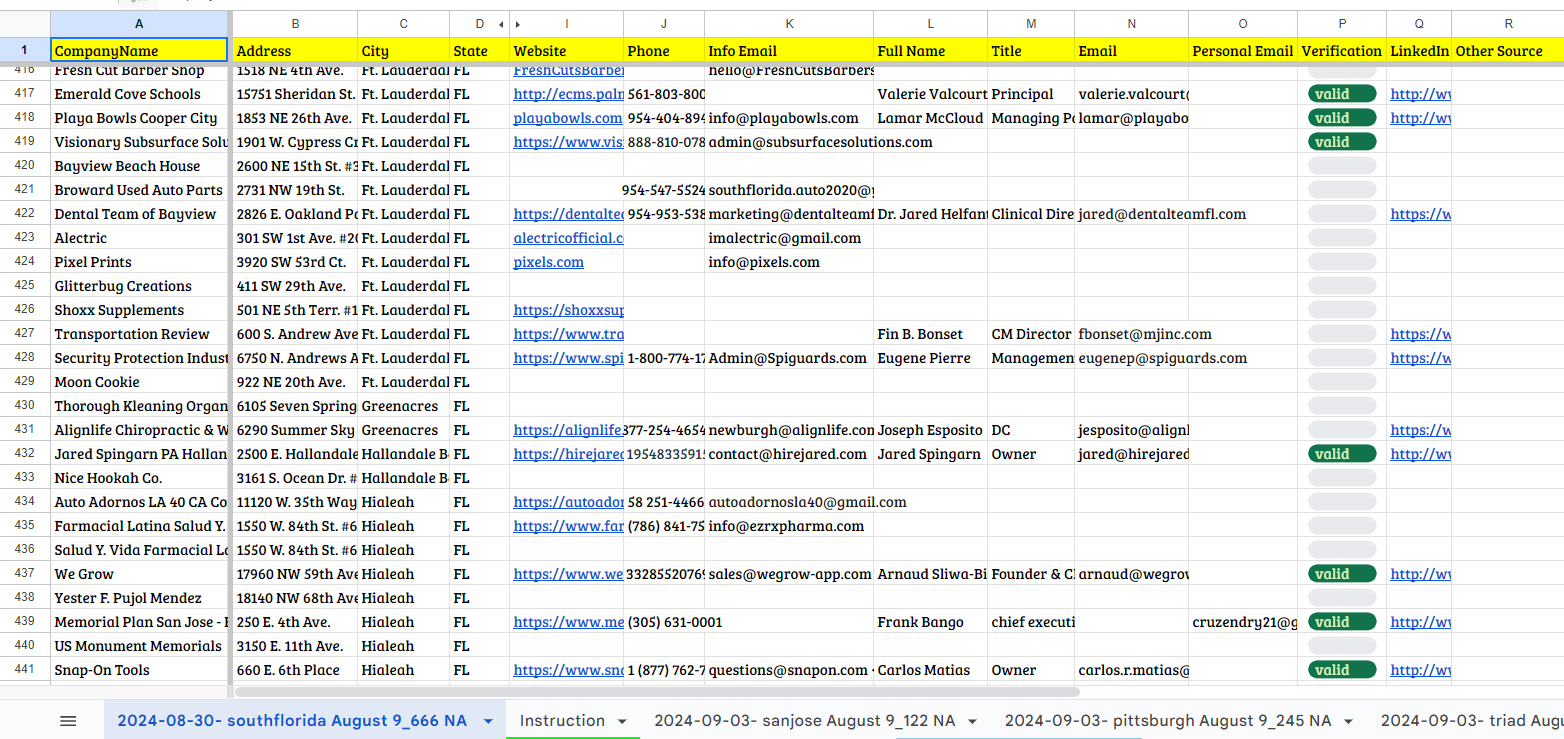 A B C D I J K L M N O P Q R
1 CompanyName Address City State Website Phone Info Email Full Name Title Email Personal Email Verification LinkedIn Other Source
416 Fresh Cut Barber Shop 1518 NE 4th Ave. Ft. Lauderdal FL FreshCutsBarber hello@FreshCutsBarbers
417 Emerald Cove Schools 15751 Sheridan St. Ft. Lauderdal FL http://ecms.paln 561-803-800 Valerie Valcourt Principal valerie.valcourt@ valid http://wv
418 Playa Bowls Cooper City 1853 NE 26th Ave. Ft. Lauderdal FL playabowls.com 954-404-894 info@playabowls.com Lamar McCloud Managing Pa lamar@playabo valid http://wv
419 Visionary Subsurface Solu 1901 W. Cypress Cr Ft. Lauderdal FL https://www.vis 888-810-078 admin@subsurfacesolutions.com valid
420 Bayview Beach House 2600 NE 15th St. #3 Ft. Lauderdal FL
421 Broward Used Auto Parts 2731 NW 19th St. Ft. Lauderdal FL 954-547-5524 southflorida.auto2020@y
422 Dental Team of Bayview 2826 E. Oakland Pa Ft. Lauderdal FL https://dentaltea 954-953-538 marketing@dentalteamf Dr. Jared Helfant Clinical Dire jared@dentalteamfl.com https://w
423 Alectric 301 SW 1st Ave. #20 Ft. Lauderdal FL alectricofficial.c imalectric@gmail.com
424 Pixel Prints 3920 SW 53rd Ct. Ft. Lauderdal FL pixels.com info@pixels.com
425 Glitterbug Creations 411 SW 29th Ave. Ft. Lauderdal FL
426 Shoxx Supplements 501 NE 5th Terr. #1 Ft. Lauderdal FL https://shoxxsup
427 Transportation Review 600 S. Andrew Ave Ft. Lauderdal FL https://www.tra Fin B. Bonset CM Director fbonset@mjinc.com https://w
428 Security Protection Indust 6750 N. Andrews A Ft. Lauderdal FL https://www.spi 1-800-774-17 Admin@Spiguards.com Eugene Pierre Managemen eugenep@spiguards.com https://w
429 Moon Cookie 922 NE 20th Ave. Ft. Lauderdal FL
430 Thorough Kleaning Organ 6105 Seven Spring Greenacres FL
431 Alignlife Chiropractic & W 6290 Summer Sky Greenacres FL https://alignlife. 877-254-4654 newburgh@alignlife.con Joseph Esposito DC jesposito@alignl http://wv
432 Jared Spingarn PA Hallan 2500 E. Hallandale Hallandale Be FL https://hirejared 1954833591 contact@hirejared.com Jared Spingarn Owner jared@hirejared valid http://wv
433 Nice Hookah Co. 3161 S. Ocean Dr. # Hallandale Be FL
434 Auto Adornos LA 40 CA Co 11120 W. 35th Way Hialeah FL https://autoador 58 251-4466 autoadornosla40@gmail.com
435 Farmacial Latina Salud Y. 1550 W. 84th St. #6 Hialeah FL https://www.far (786) 841-75 info@ezrxpharma.com
436 Salud Y. Vida Farmacial La 1550 W. 84th St. #6 Hialeah FL
437 We Grow 17960 NW 59th Ave Hialeah FL https://www.we 3328552076 sales@wegrow-app.com Arnaud Sliwa-Bi Founder & C arnaud@wegrow valid http://wv
438 Yester F. Pujol Mendez 18140 NW 68th Ave Hialeah FL
439 Memorial Plan San Jose - 250 E. 4th Ave. Hialeah FL https://www.me (305) 631-0001 Frank Bango chief executi cruzendry21@g valid http://wv
440 US Monument Memorials 3150 E. 11th Ave. Hialeah FL
441 Snap-On Tools 660 E. 6th Place Hialeah FL https://www.sna 1 (877) 762-7 questions@snapon.com Carlos Matias Owner carlos.r.matias@ valid http://wv
2024-08-30- southflorida August 9_666 NA Instruction 2024-09-03- sanjose August 9_122 NA 2024-09-03- pittsburgh August 9_245 NA 2024-09-03- triad Augu